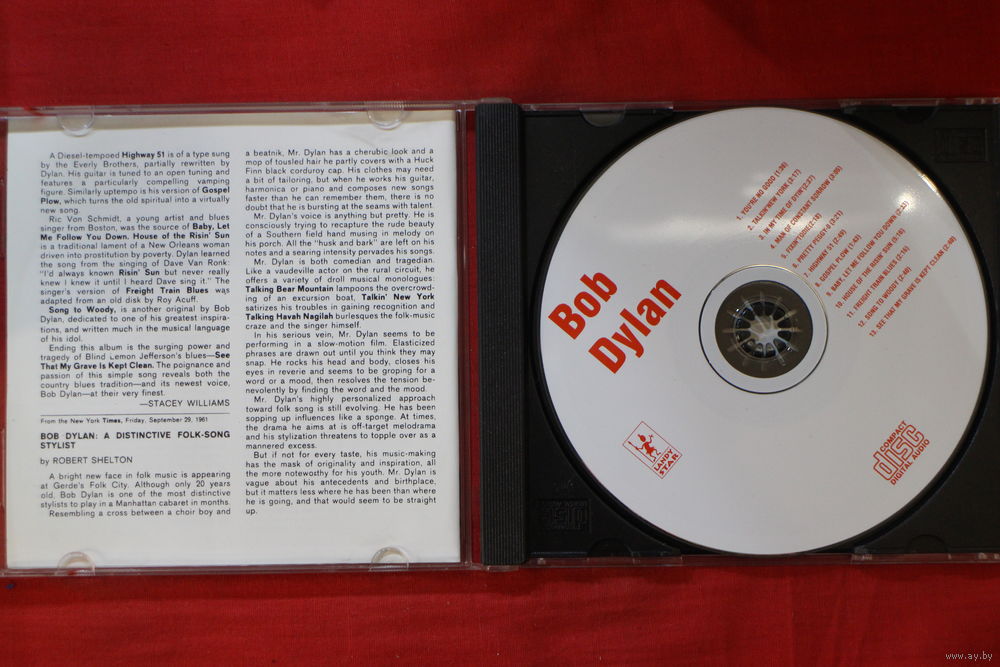 A Diesel-tempoed Highway 51 is of a type sung
by the Everly Brothers, partially rewritten by
Dylan. His guitar is tuned to an open tuning and
features a particularly compelling vamping
figure. Similarly uptempo is his version of Gospel
Plow, which turns the old spiritual into a virtually
new song.
Ric Von Schmidt, a young artist and blues
singer from Boston, was the source of Baby, Let
Me Follow You Down. House of the Risin' Sun
is a traditional lament of a New Orleans woman
driven into prostitution by poverty. Dylan learned
the song from the singing of Dave Van Ronk:
"I'd always known Risin' Sun but never really
knew I knew it until I heard Dave sing it." The
singer's version of Freight Train Blues was
adapted from an old disk by Roy Acuff.
Song to Woody, is another original by Bob
Dylan, dedicated to one of his greatest inspira-
tions, and written much in the musical language
of his idol.
Ending this album is the surging power and
tragedy of Blind Lemon Jefferson's blues—See
That My Grave Is Kept Clean. The poignance and
passion of this simple song reveals both the
country blues tradition—and its newest voice,
Bob Dylan—at their very finest.
—STACEY WILLIAMS
From the New York Times, Friday, September 29, 1961
BOB DYLAN: A DISTINCTIVE FOLK-SONG
STYLIST
by ROBERT SHELTON
A bright new face in folk music is appearing
at Gerde's Folk City. Although only 20 years
old, Bob Dylan is one of the most distinctive
stylists to play in a Manhattan cabaret in months.
Resembling a cross between a choir boy and
a beatnik, Mr. Dylan has a cherubic look and a
mop of tousled hair he partly covers with a Huck
Finn black corduroy cap. His clothes may need
a bit of tailoring, but when he works his guitar,
harmonica or piano and composes new songs
faster than he can remember them, there is no
doubt that he is bursting at the seams with talent.
Mr. Dylan's voice is anything but pretty. He is
consciously trying to recapture the rude beauty
of a Southern field hand musing in melody on
his porch. All the "husk and bark" are left on his
notes and a searing intensity pervades his songs.
Mr. Dylan is both comedian and tragedian.
Like a vaudeville actor on the rural circuit, he
offers a variety of droll musical monologues:
Talking Bear Mountain lampoons the overcrowd-
ing of an excursion boat, Talkin' New York
satirizes his troubles in gaining recognition and
Talking Havah Nagilah burlesques the folk-music
craze and the singer himself.
In his serious vein, Mr. Dylan seems to be
performing in a slow-motion film. Elasticized
phrases are drawn out until you think they may
snap. He rocks his head and body, closes his
eyes in reverie and seems to be groping for a
word or a mood, then resolves the tension be-
nevolently by finding the word and the mood.
Mr. Dylan's highly personalized approach
toward folk song is still evolving. He has been
sopping up influences like a sponge. At times,
the drama he aims at is off-target melodrama
and his stylization threatens to topple over as a
mannered excess.
But if not for every taste, his music-making
has the mark of originality and inspiration, all
the more noteworthy for his youth. Mr. Dylan is
vague about his antecedents and birthplace,
but it matters less where he has been than where
he is going, and that would seem to be straight
up.
Bob
Dylan
1. YOU'RE NO GOOD (1:38)
2. TALKIN' NEW YORK (3:17)
3. IN MY TIME OF DYIN' (2:37)
4. MAN OF CONSTANT SORROW (3:06)
5. FIXIN' TO DIE (2:18)
6. PRETTY PEGGY-O (3:21)
7. HIGHWAY 51 (2:49)
8. GOSPEL PLOW (1:43)
9. BABY, LET ME FOLLOW YOU DOWN (2:33)
10. HOUSE OF THE RISIN' SUN (5:16)
11. FREIGHT TRAIN BLUES (2:16)
12. SONG TO WOODY (2:40)
13. SEE THAT MY GRAVE IS KEPT CLEAN (2:40)
LANDY
STAR
COMPACT
disc
DIGITAL AUDIO
www.ay.by